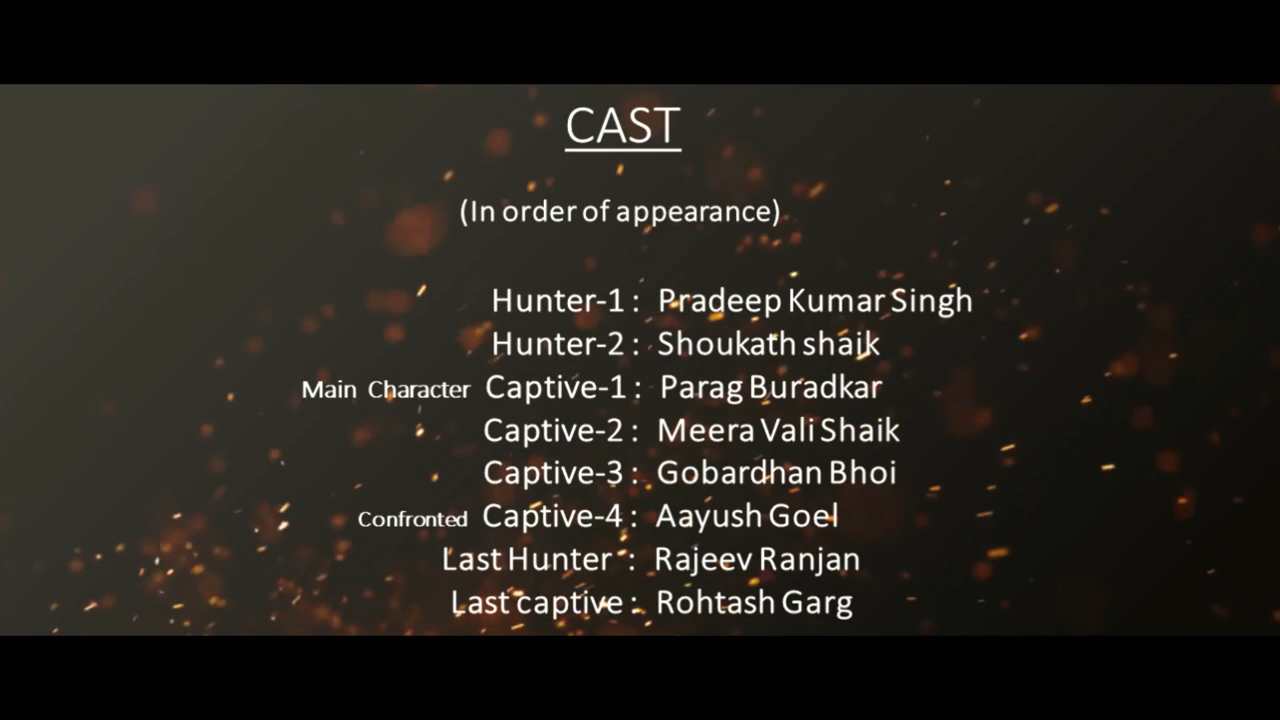 CAST
(In order of appearance)
Hunter-1 : Pradeep Kumar Singh
Hunter-2 : Shoukath shaik
Main Character Captive-1 : Parag Buradkar
Captive-2 : Meera Vali Shaik
Captive-3 : Gobardhan Bhoi
Confronted Captive-4 : Aayush Goel
Last Hunter : Rajeev Ranjan
Last captive : Rohtash Garg